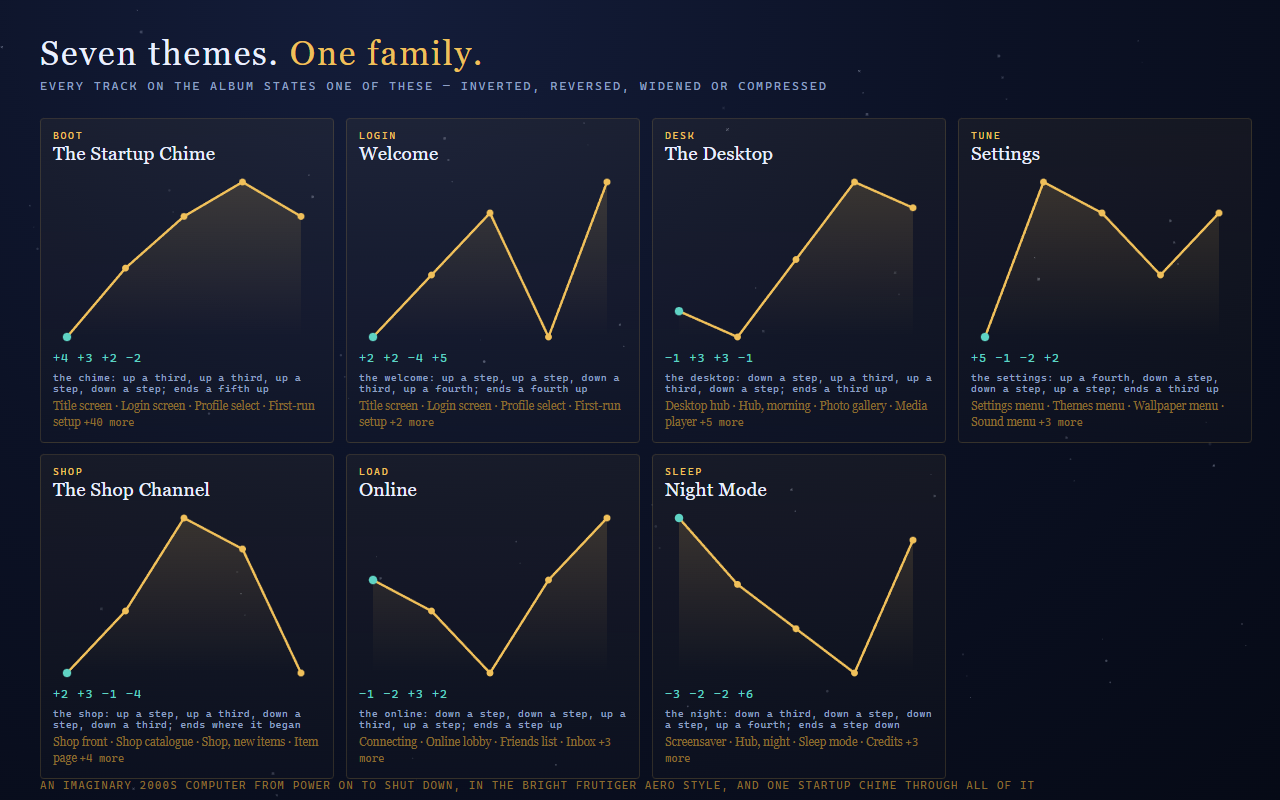 Seven themes. One family.
EVERY TRACK ON THE ALBUM STATES ONE OF THESE — INVERTED, REVERSED, WIDENED OR COMPRESSED
BOOT
The Startup Chime
+4 +3 +2 −2
the chime: up a third, up a third, up a
step, down a step; ends a fifth up
Title screen · Login screen · Profile select · First-run
setup +40 more
LOGIN
Welcome
+2 +2 −4 +5
the welcome: up a step, up a step, down a
third, up a fourth; ends a fourth up
Title screen · Login screen · Profile select · First-run
setup +2 more
DESK
The Desktop
−1 +3 +3 −1
the desktop: down a step, up a third, up a
third, down a step; ends a third up
Desktop hub · Hub, morning · Photo gallery · Media
player +5 more
TUNE
Settings
+5 −1 −2 +2
the settings: up a fourth, down a step,
down a step, up a step; ends a third up
Settings menu · Themes menu · Wallpaper menu ·
Sound menu +3 more
SHOP
The Shop Channel
+2 +3 −1 −4
the shop: up a step, up a third, down a
step, down a third; ends where it began
Shop front · Shop catalogue · Shop, new items · Item
page +4 more
LOAD
Online
−1 −2 +3 +2
the online: down a step, down a step, up a
third, up a step; ends a step up
Connecting · Online lobby · Friends list · Inbox +3
more
SLEEP
Night Mode
−3 −2 −2 +6
the night: down a third, down a step, down
a step, up a fourth; ends a step down
Screensaver · Hub, night · Sleep mode · Credits +3
more
AN IMAGINARY 2000S COMPUTER FROM POWER ON TO SHUT DOWN, IN THE BRIGHT FRUTIGER AERO STYLE, AND ONE STARTUP CHIME THROUGH ALL OF IT